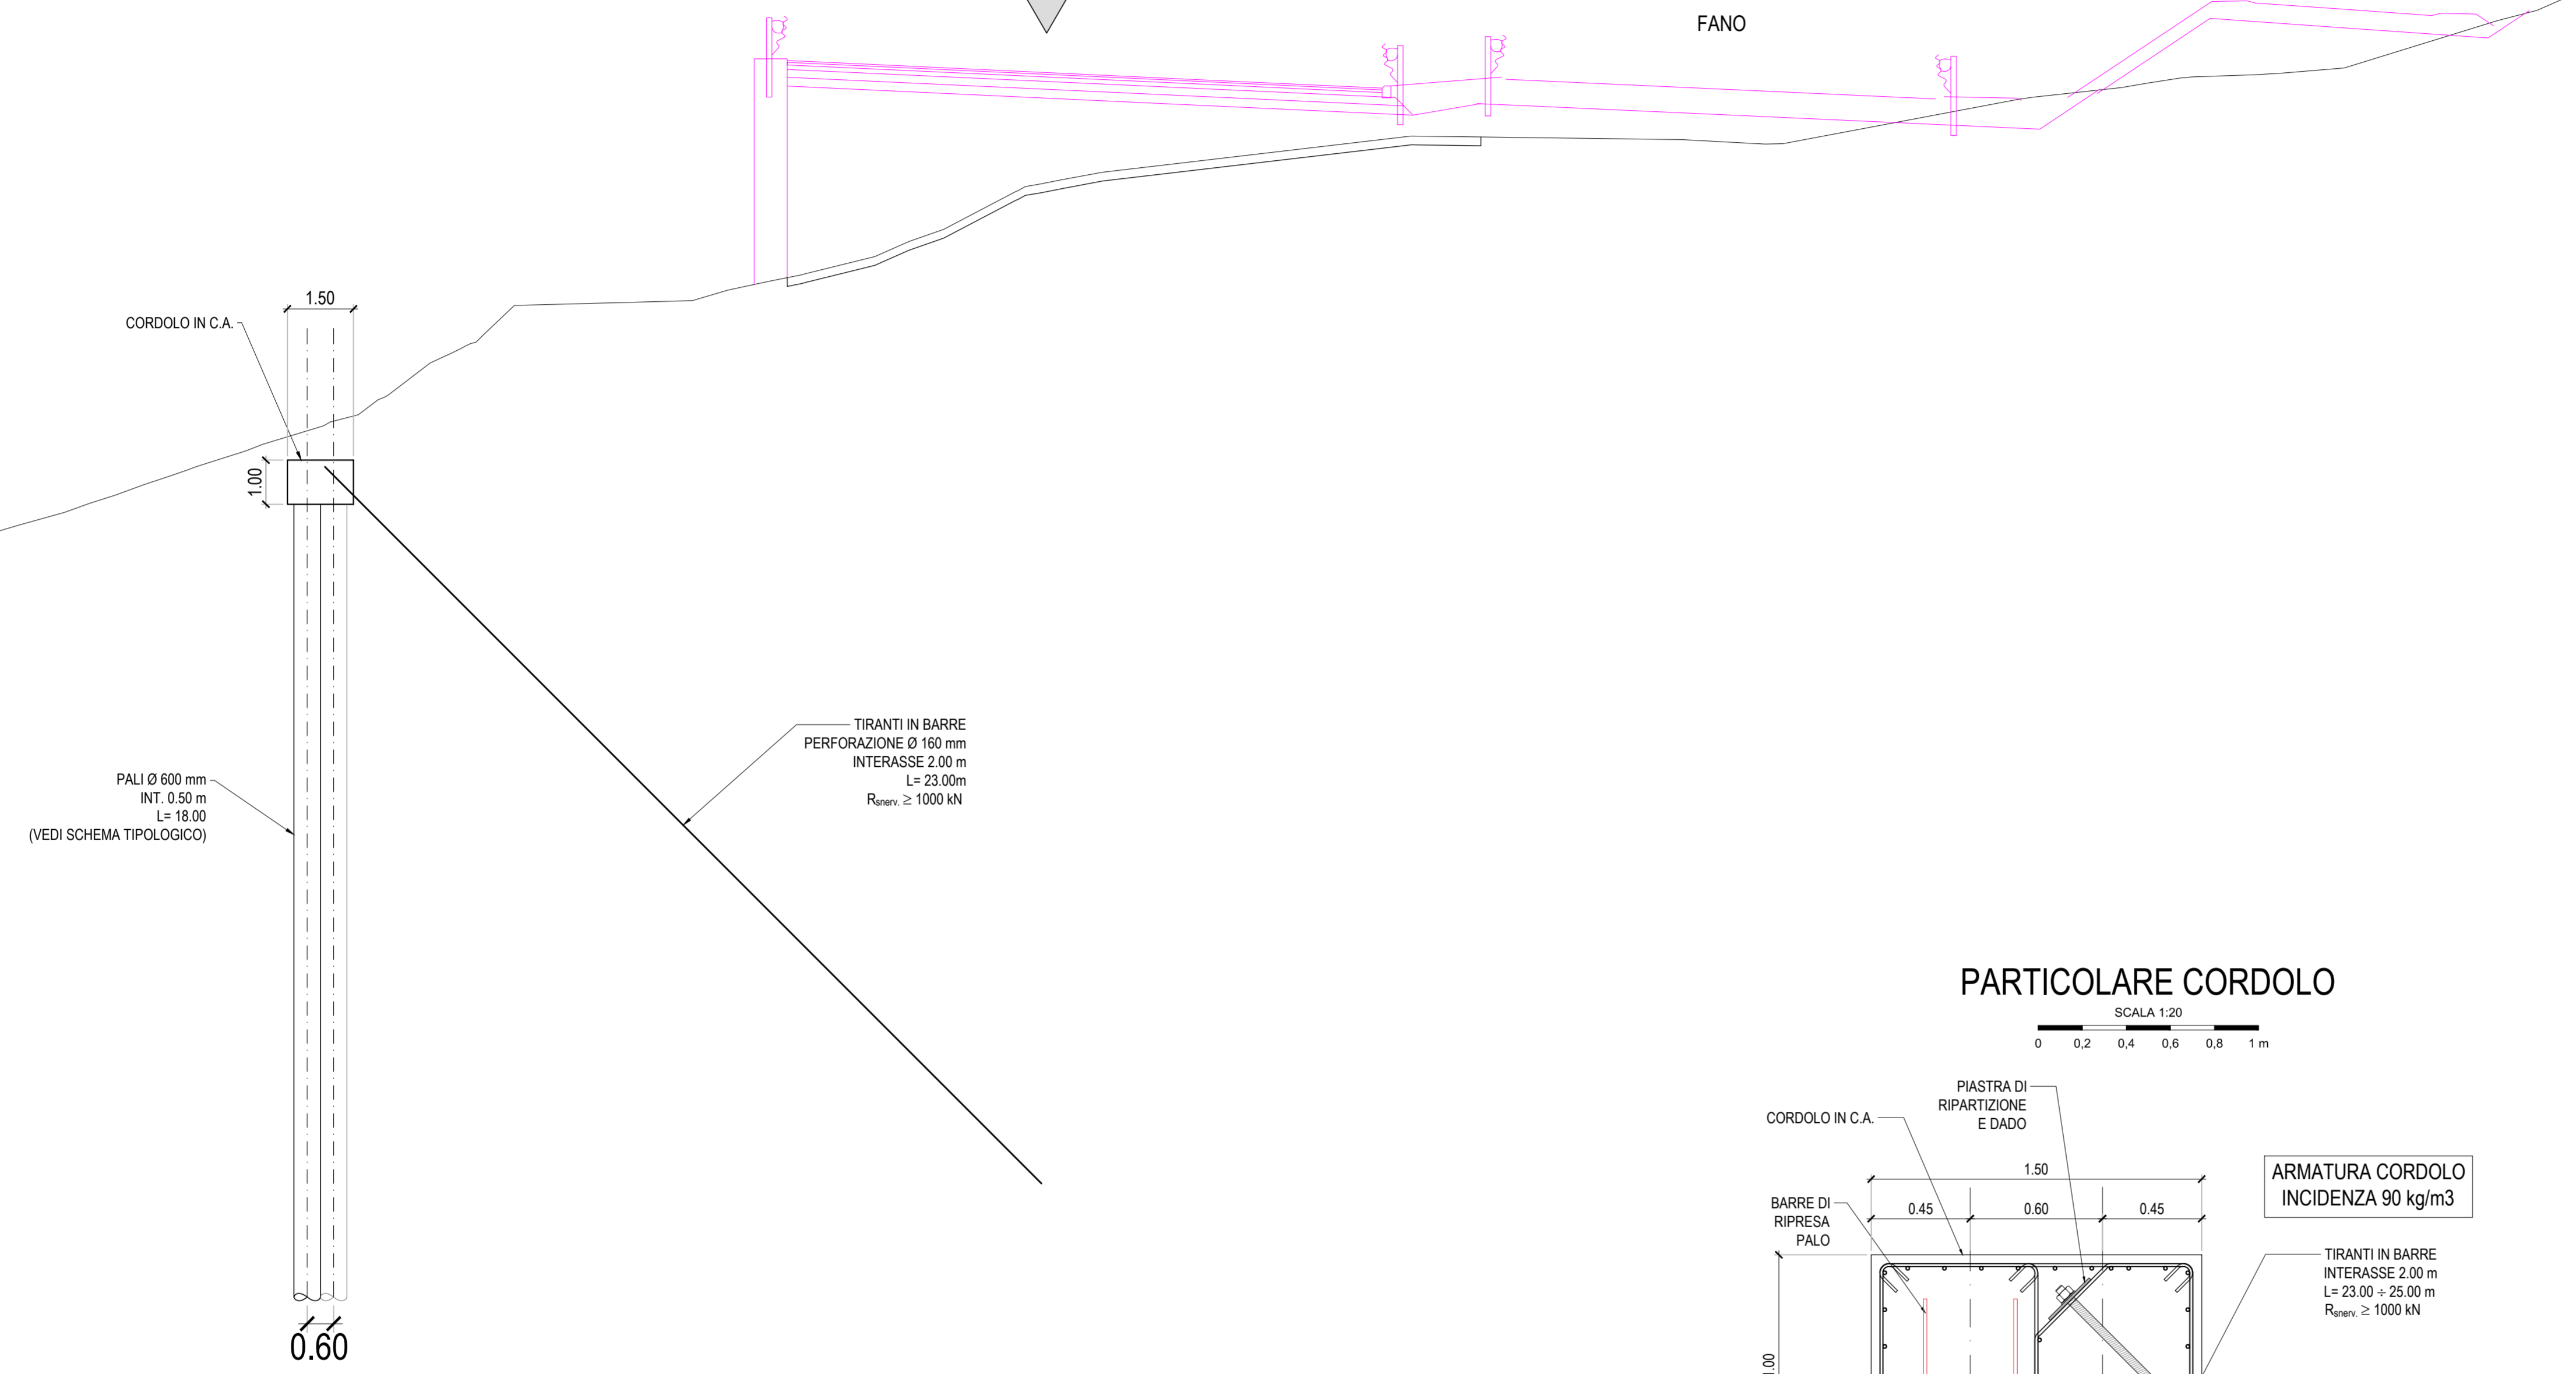 FANO
1.50
CORDOLO IN C.A.
1.00
TIRANTI IN BARRE
PERFORAZIONE Ø 160 mm
INTERASSE 2.00 m
L= 23.00m
Rsnerv. ≥ 1000 kN
PALI Ø 600 mm
INT. 0.50 m
L= 18.00
(VEDI SCHEMA TIPOLOGICO)
0.60
PARTICOLARE CORDOLO
SCALA 1:20
0 0,2 0,4 0,6 0,8 1 m
PIASTRA DI
RIPARTIZIONE
E DADO
CORDOLO IN C.A.
1.50
ARMATURA CORDOLO
INCIDENZA 90 kg/m3
BARRE DI
RIPRESA
PALO
0.45 0.60 0.45
TIRANTI IN BARRE
INTERASSE 2.00 m
L= 23.00 ÷ 25.00 m
Rsnerv. ≥ 1000 kN
1.00